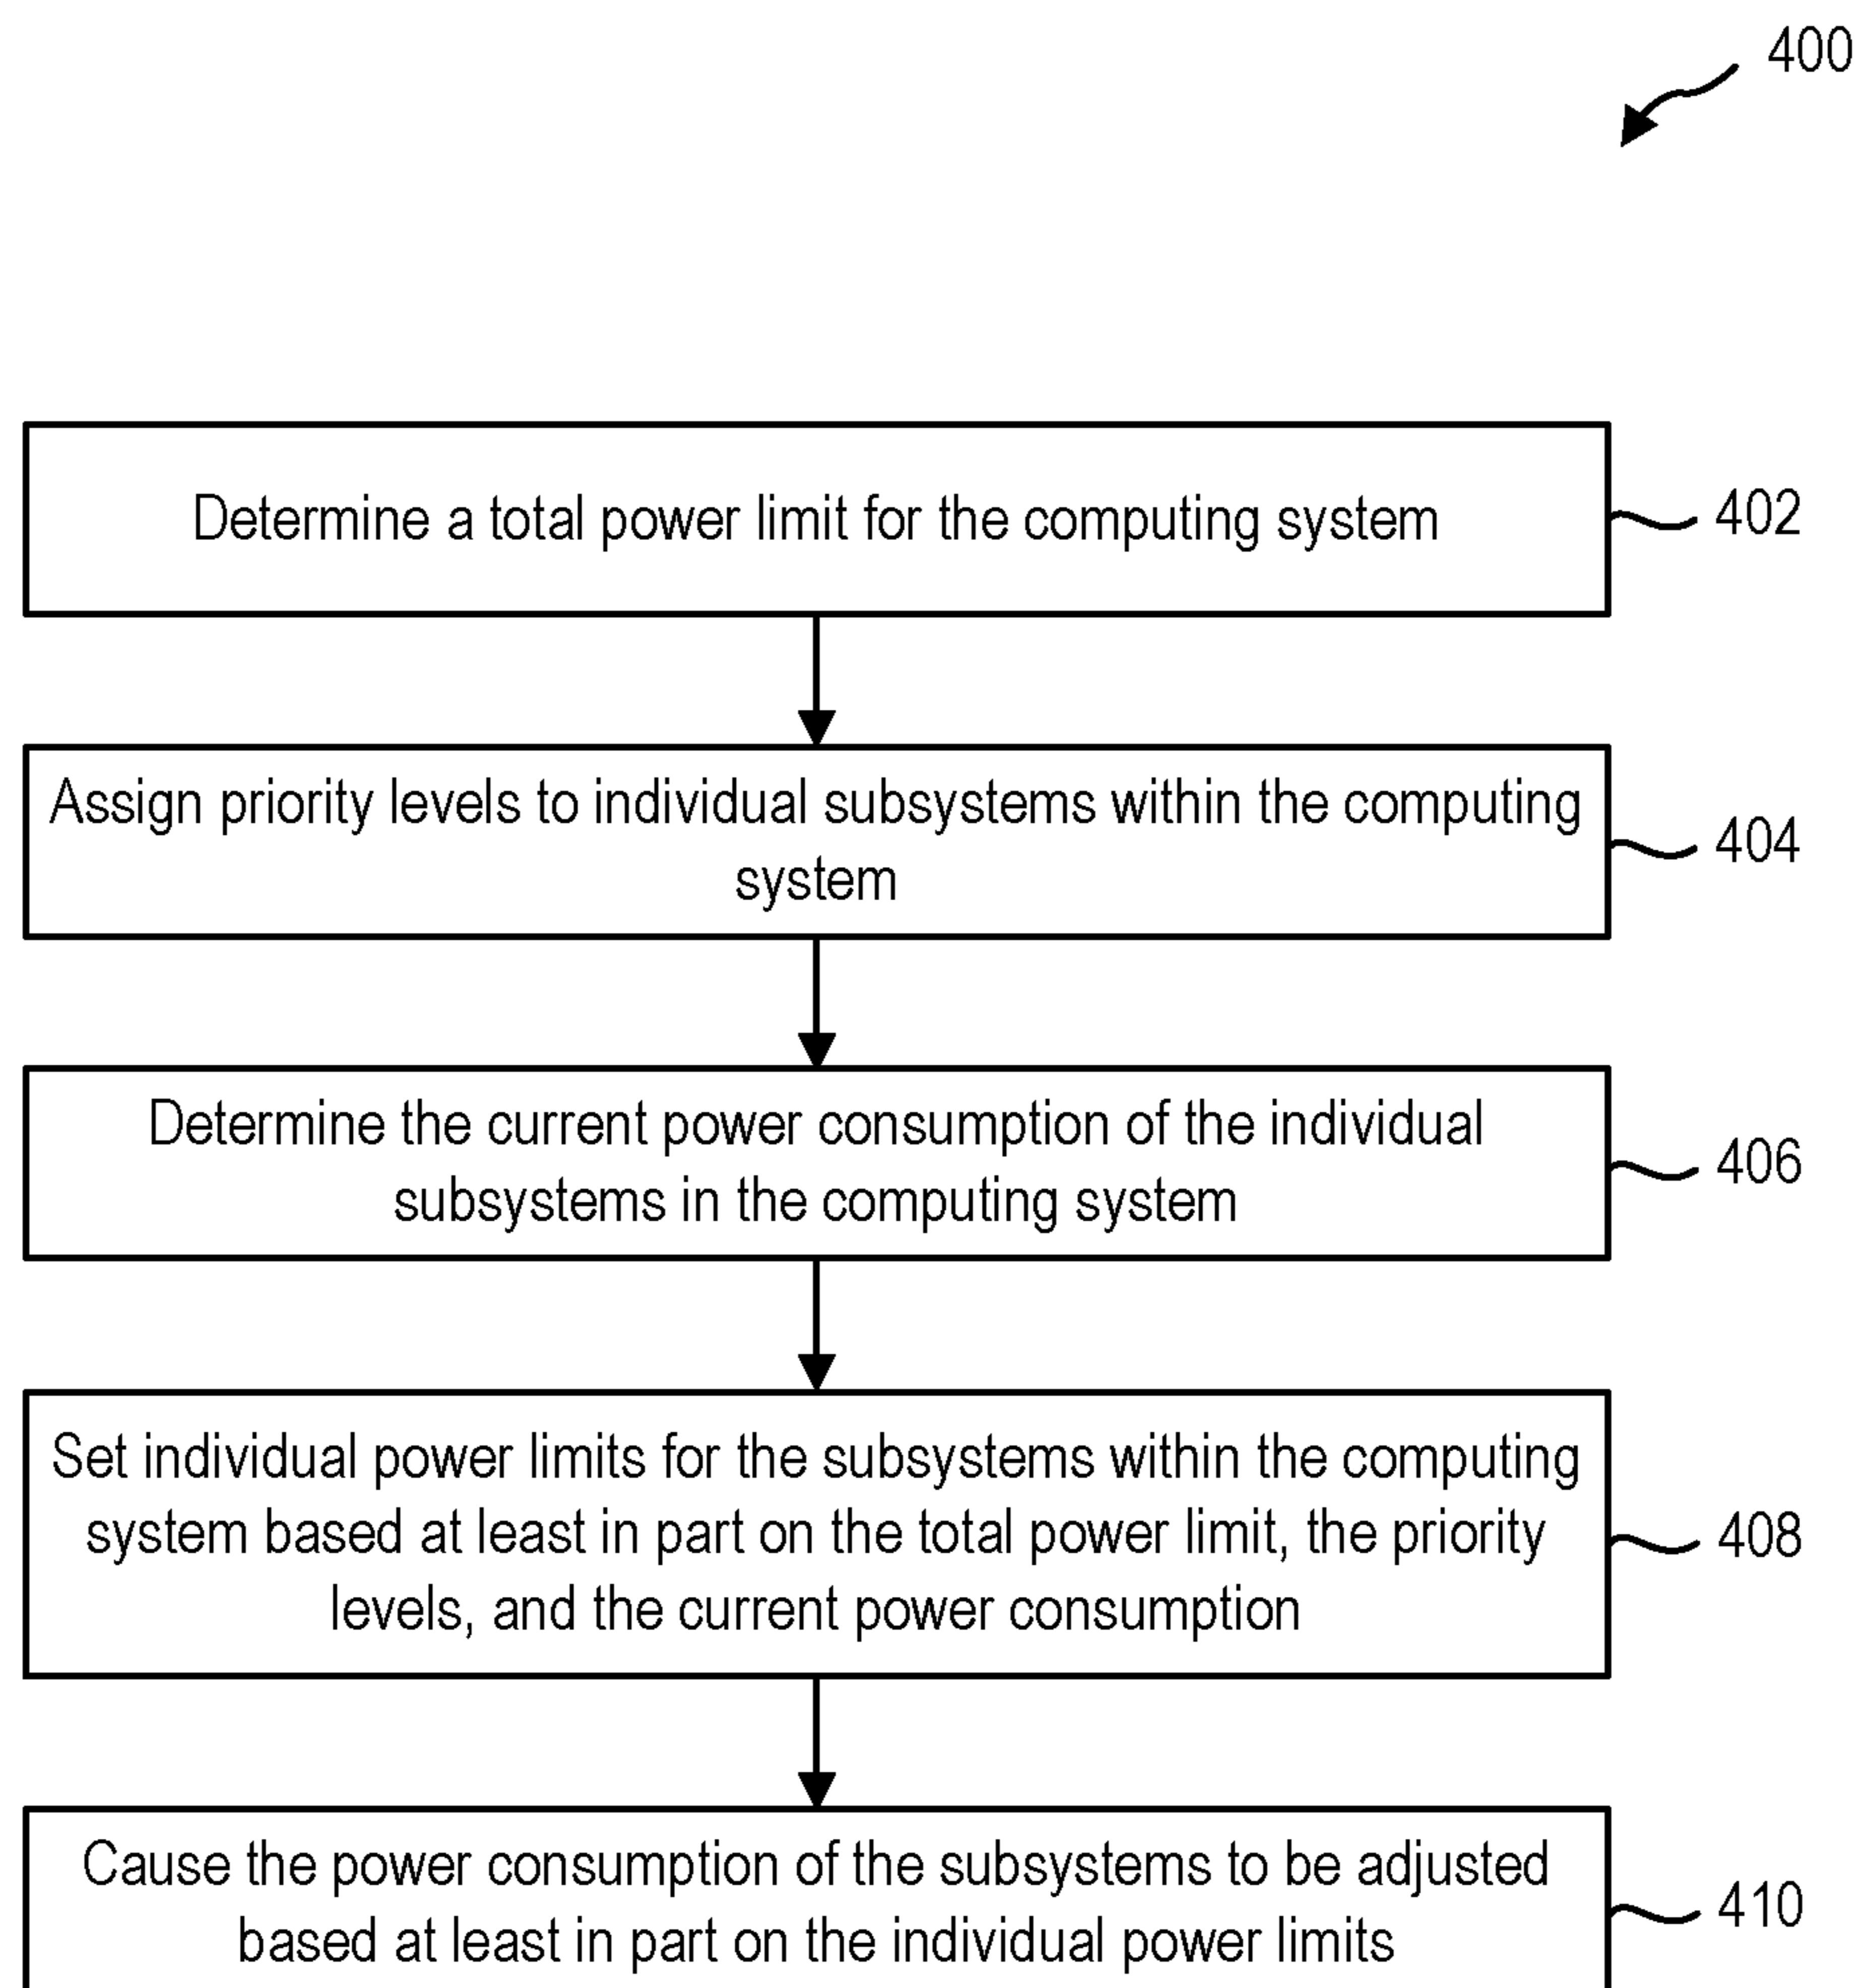 400
Determine a total power limit for the computing system
402
Assign priority levels to individual subsystems within the computing
system
404
Determine the current power consumption of the individual
subsystems in the computing system
406
Set individual power limits for the subsystems within the computing
system based at least in part on the total power limit, the priority
levels, and the current power consumption
408
Cause the power consumption of the subsystems to be adjusted
based at least in part on the individual power limits
410